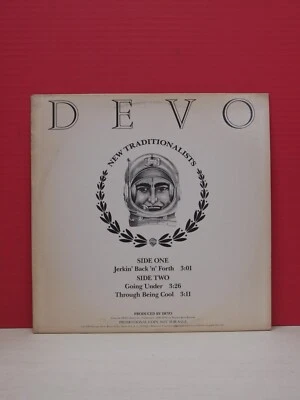 DEVO
NEW TRADITIONALISTS
SIDE ONE
Jerkin' Back 'n' Forth 3:01
SIDE TWO
Going Under 3:26
Through Being Cool 3:11
PRODUCED BY DEVO